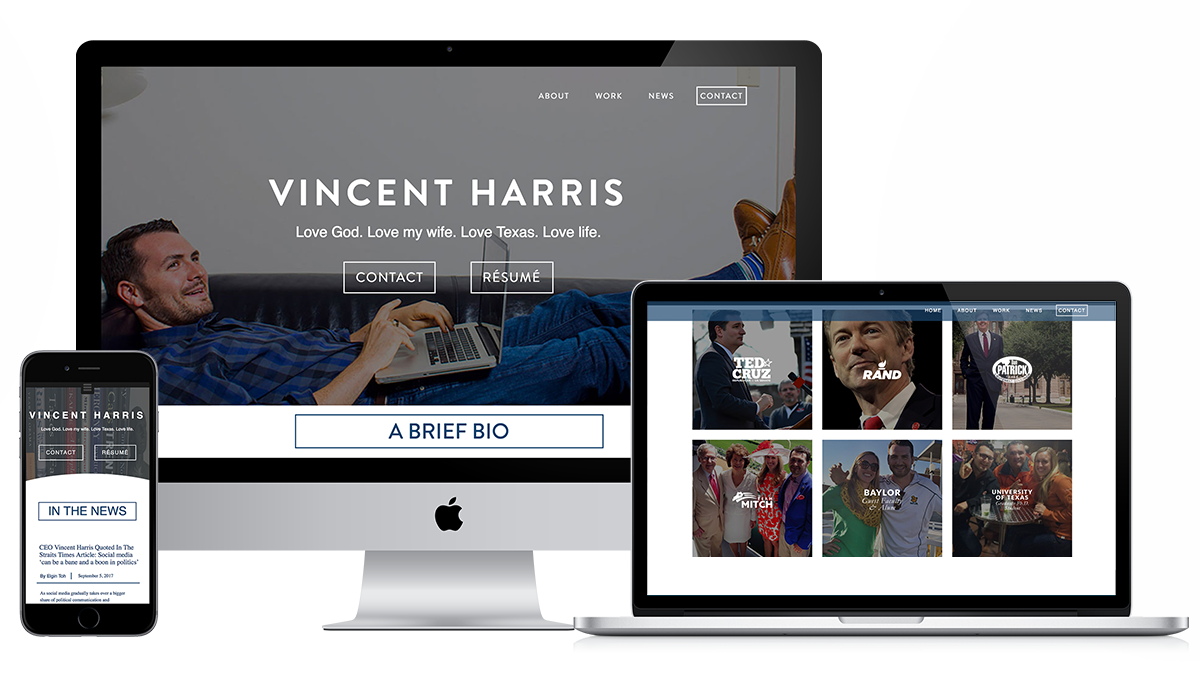 ABOUT WORK NEWS CONTACT
VINCENT HARRIS
Love God. Love my wife. Love Texas. Love life.
CONTACT RÉSUMÉ
A BRIEF BIO
VINCENT HARRIS
Love God. Love my wife. Love Texas. Love life.
CONTACT RÉSUMÉ
IN THE NEWS
CEO Vincent Harris Quoted In The
Straits Times Article: Social media
‘can be a bane and a boon in politics’
By Elgin Toh | September 5, 2017
As social media gradually takes over a bigger
share of political communication and
HOME ABOUT WORK NEWS CONTACT
TED
CRUZ
RAND
PATRICK
MITCH
BAYLOR
Guest Faculty
& Alum
UNIVERSITY
OF TEXAS